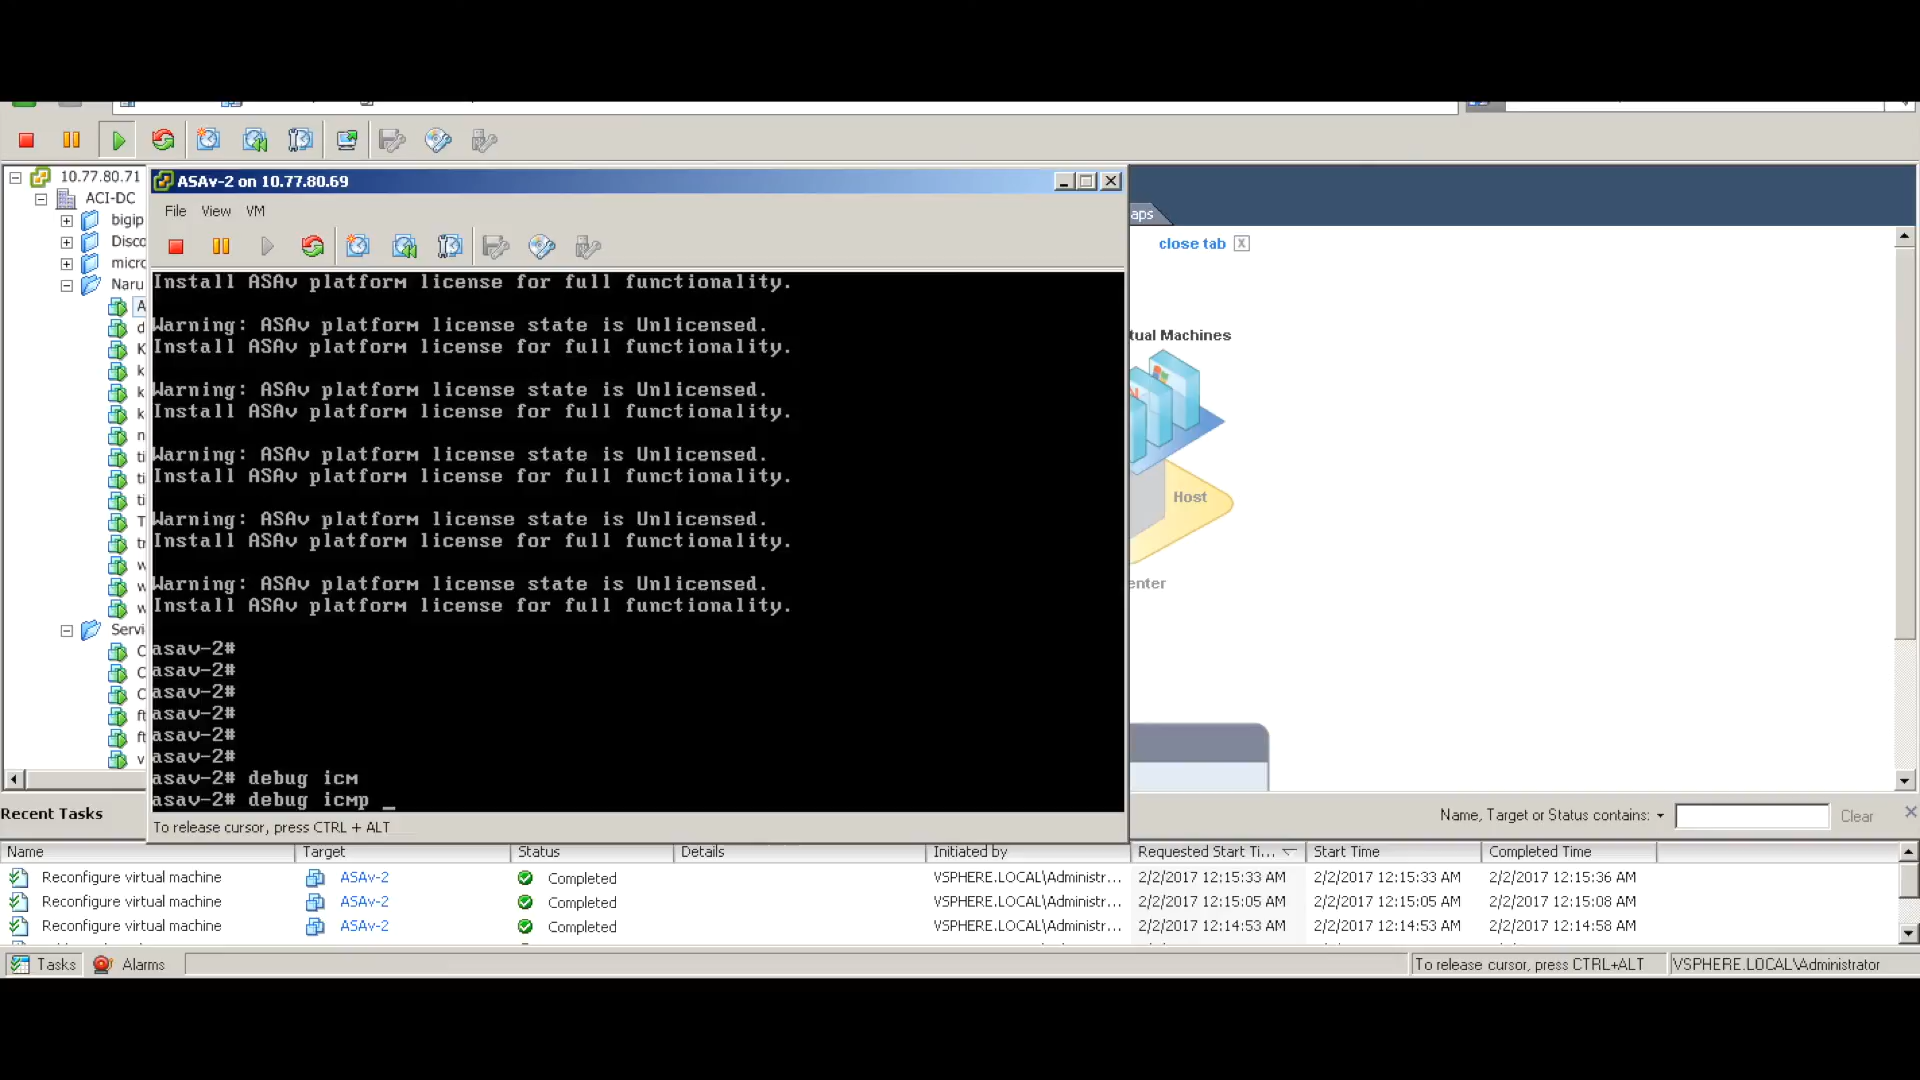 10.77.80.71
ACI-DC
bigip
Disco
micro
Naru
A
d
K
k
k
k
n
ti
ti
ti
T
tr
w
w
w
Servi
C
C
C
ft
ft
v
ASAv-2 on 10.77.80.69
File View VM
Install ASAv platform license for full functionality.
Warning: ASAv platform license state is Unlicensed.
Install ASAv platform license for full functionality.
Warning: ASAv platform license state is Unlicensed.
Install ASAv platform license for full functionality.
Warning: ASAv platform license state is Unlicensed.
Install ASAv platform license for full functionality.
Warning: ASAv platform license state is Unlicensed.
Install ASAv platform license for full functionality.
Warning: ASAv platform license state is Unlicensed.
Install ASAv platform license for full functionality.
asav-2#
asav-2#
asav-2#
asav-2#
asav-2#
asav-2#
asav-2# debug icm
asav-2# debug icmp _
To release cursor, press CTRL + ALT
aps
close tab X
tual Machines
Host
enter
Recent Tasks
Name, Target or Status contains: Clear
Name Target Status Details Initiated by Requested Start Ti... Start Time Completed Time
Reconfigure virtual machine ASAv-2 Completed VSPHERE.LOCAL\Administr... 2/2/2017 12:15:33 AM 2/2/2017 12:15:33 AM 2/2/2017 12:15:36 AM
Reconfigure virtual machine ASAv-2 Completed VSPHERE.LOCAL\Administr... 2/2/2017 12:15:05 AM 2/2/2017 12:15:05 AM 2/2/2017 12:15:08 AM
Reconfigure virtual machine ASAv-2 Completed VSPHERE.LOCAL\Administr... 2/2/2017 12:14:53 AM 2/2/2017 12:14:53 AM 2/2/2017 12:14:58 AM
Tasks Alarms To release cursor, press CTRL+ALT VSPHERE.LOCAL\Administrator